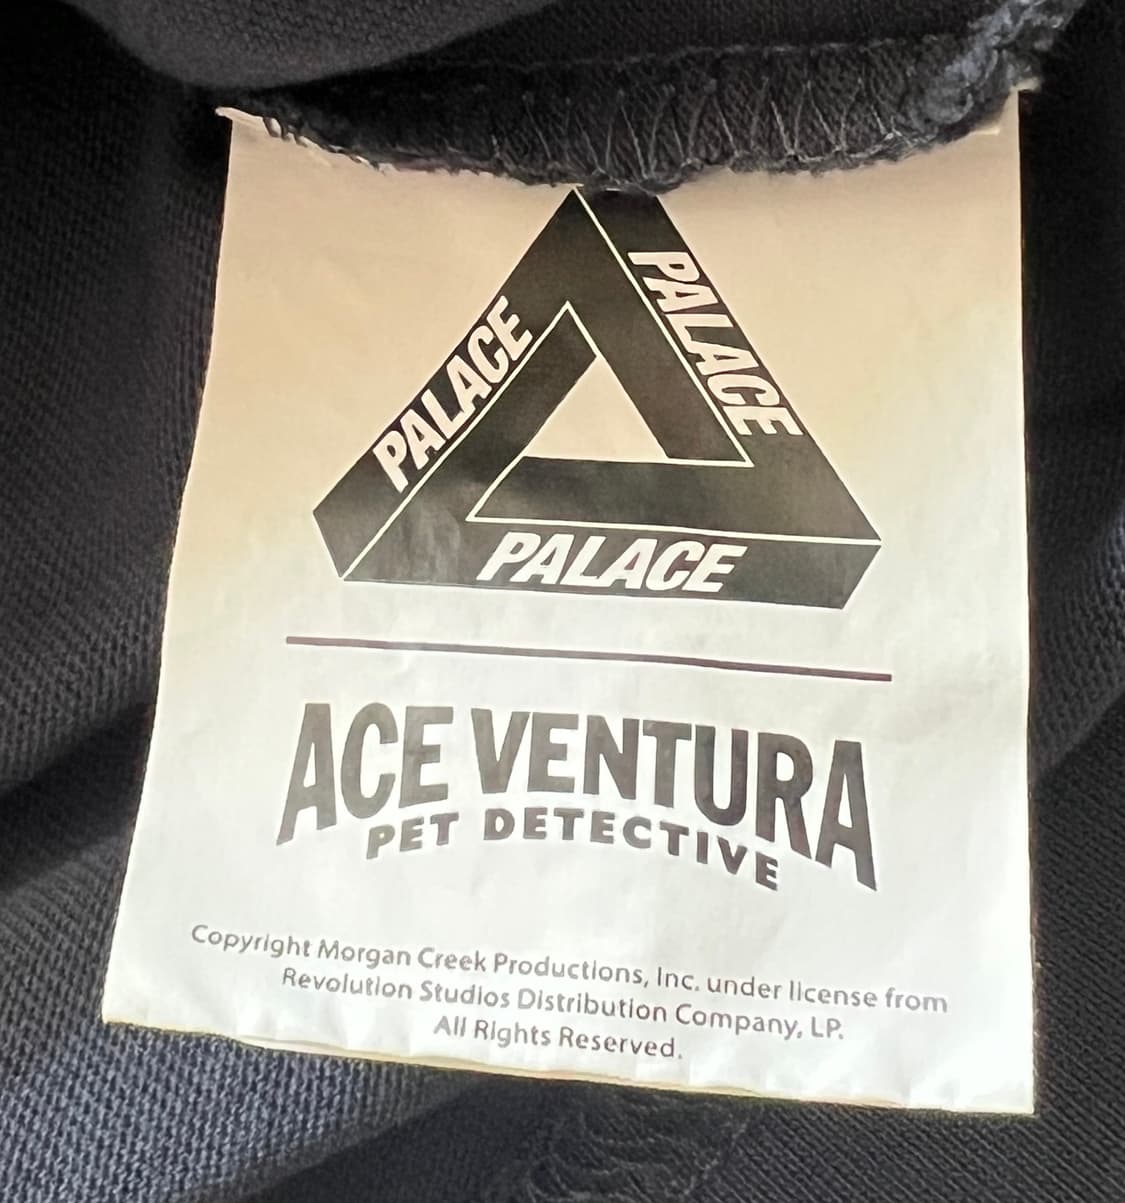 PALACE
PALACE
PALACE
ACE VENTURA
PET DETECTIVE
Copyright Morgan Creek Productions, Inc. under license from
Revolution Studios Distribution Company, LP.
All Rights Reserved.